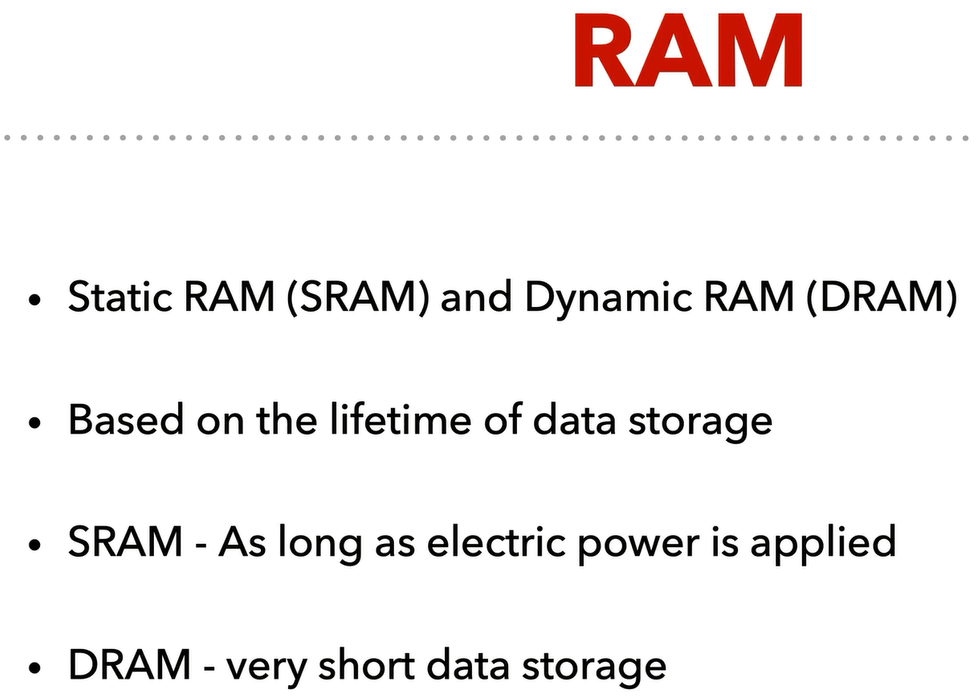 RAM
• Static RAM (SRAM) and Dynamic RAM (DRAM)
• Based on the lifetime of data storage
• SRAM - As long as electric power is applied
• DRAM - very short data storage